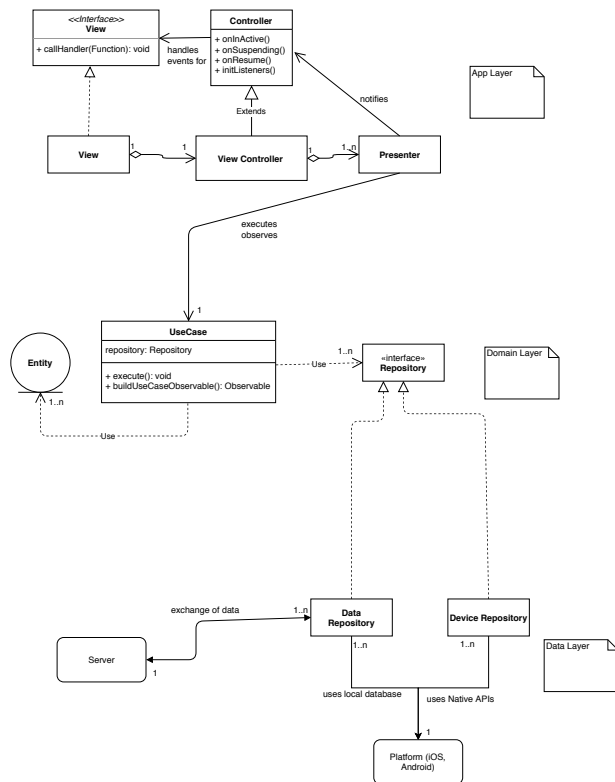 <<Interface>>
View
+ callHandler(Function): void
Controller
+ onInActive()
+ onSuspending()
+ onResume()
+ initListeners()
handles
events for
App Layer
notifies
Extends
View
1
1
View Controller
1
1..n
Presenter
executes
observes
1
UseCase
repository: Repository
+ execute(): void
+ buildUseCaseObservable(): Observable
Entity
1..n
Use
Use
1..n
«interface»
Repository
Domain Layer
exchange of data
1..n
Data
Repository
Device Repository
1..n
1..n
Server
1
Data Layer
uses local database
uses Native APIs
1
Platform (iOS,
Android)